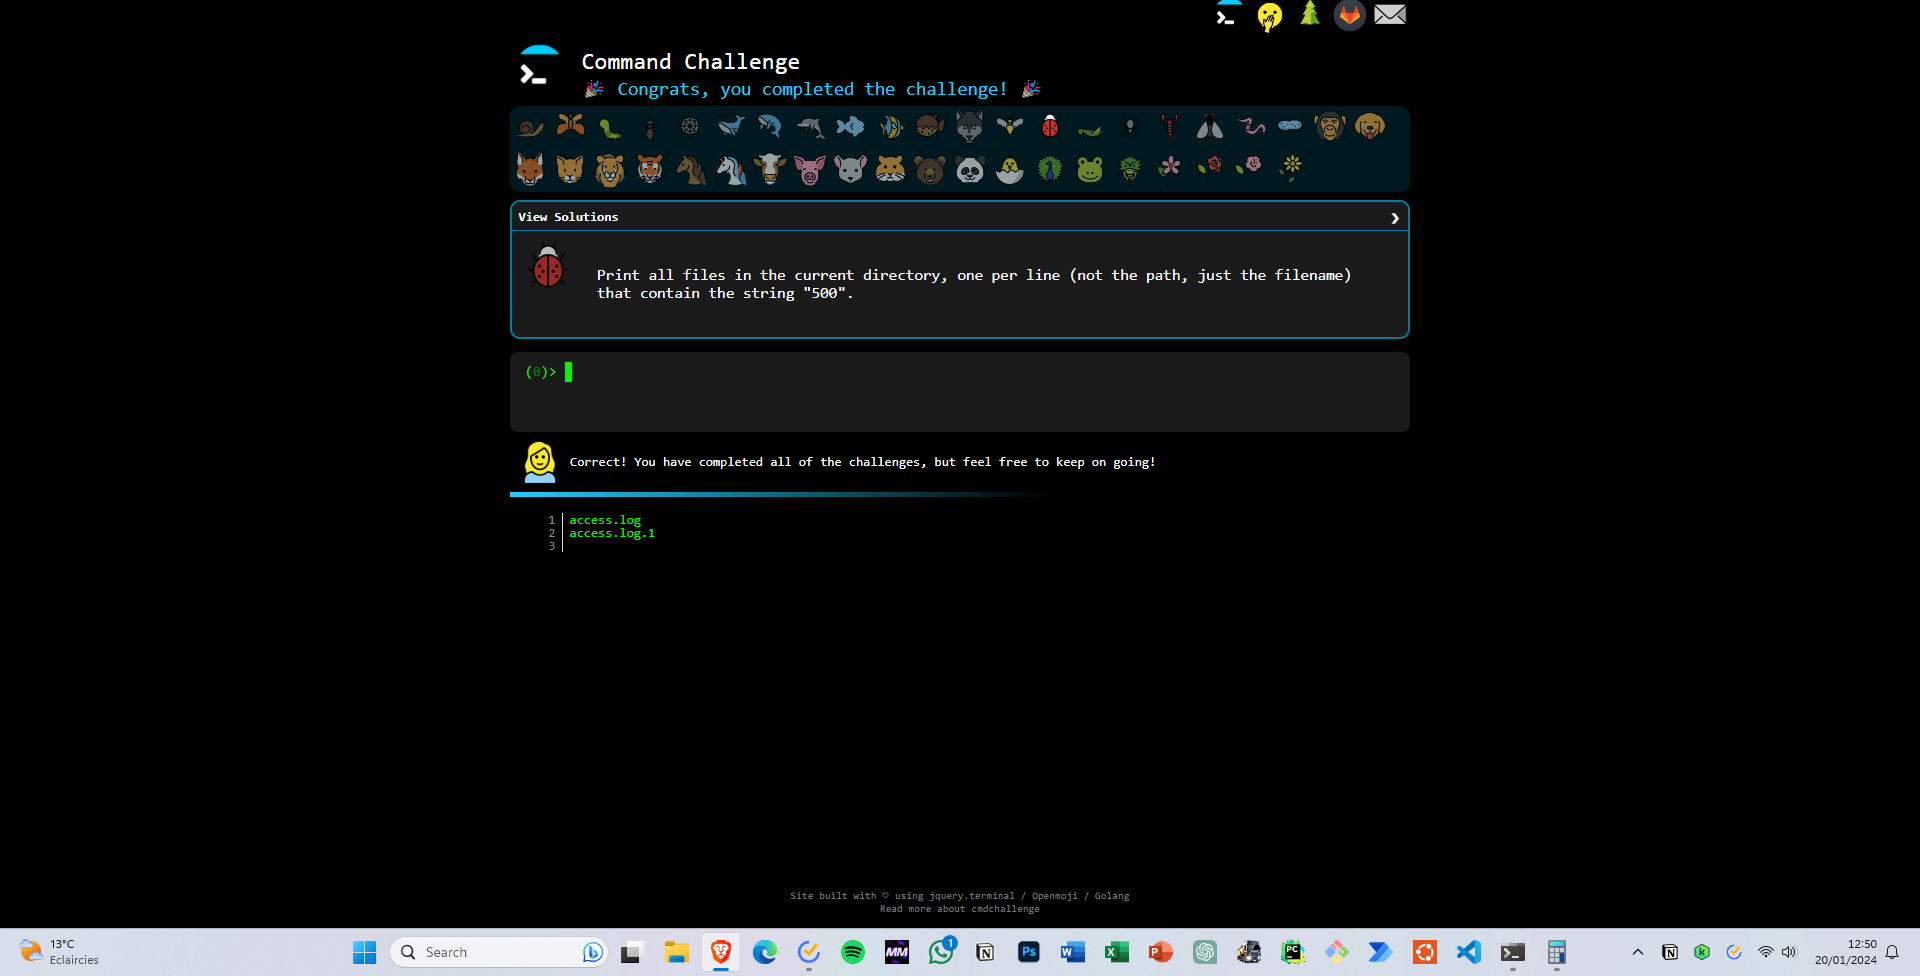 Command Challenge
🎉 Congrats, you completed the challenge! 🎉
View Solutions
Print all files in the current directory, one per line (not the path, just the filename)
that contain the string "500".
(0)>
Correct! You have completed all of the challenges, but feel free to keep on going!
1 access.log
2 access.log.1
3
Site built with ♡ using jquery.terminal / Openmoji / Golang
Read more about cmdchallenge
13°C
Eclaircies
Search
1
12:50
20/01/2024